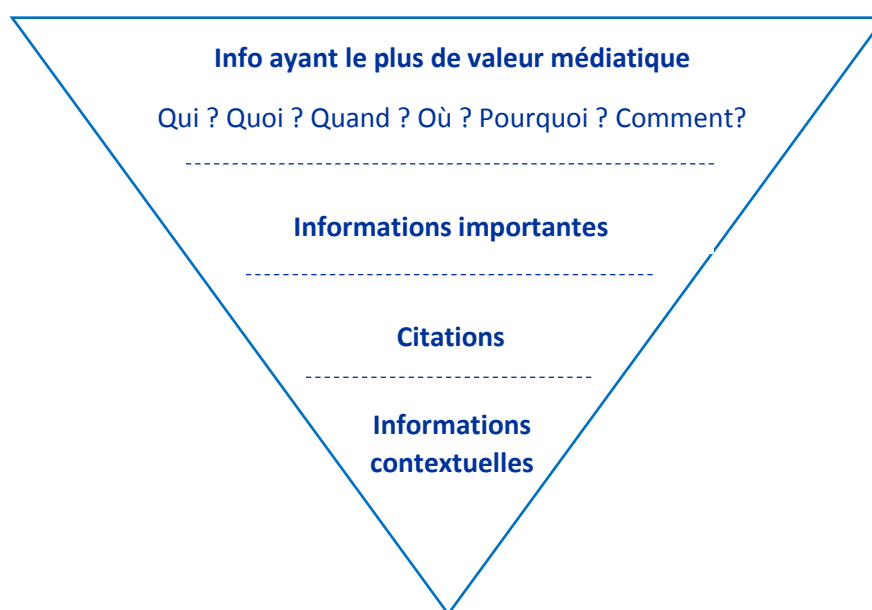 Info ayant le plus de valeur médiatique
Qui ? Quoi ? Quand ? Où ? Pourquoi ? Comment?
Informations importantes
Citations
Informations
contextuelles